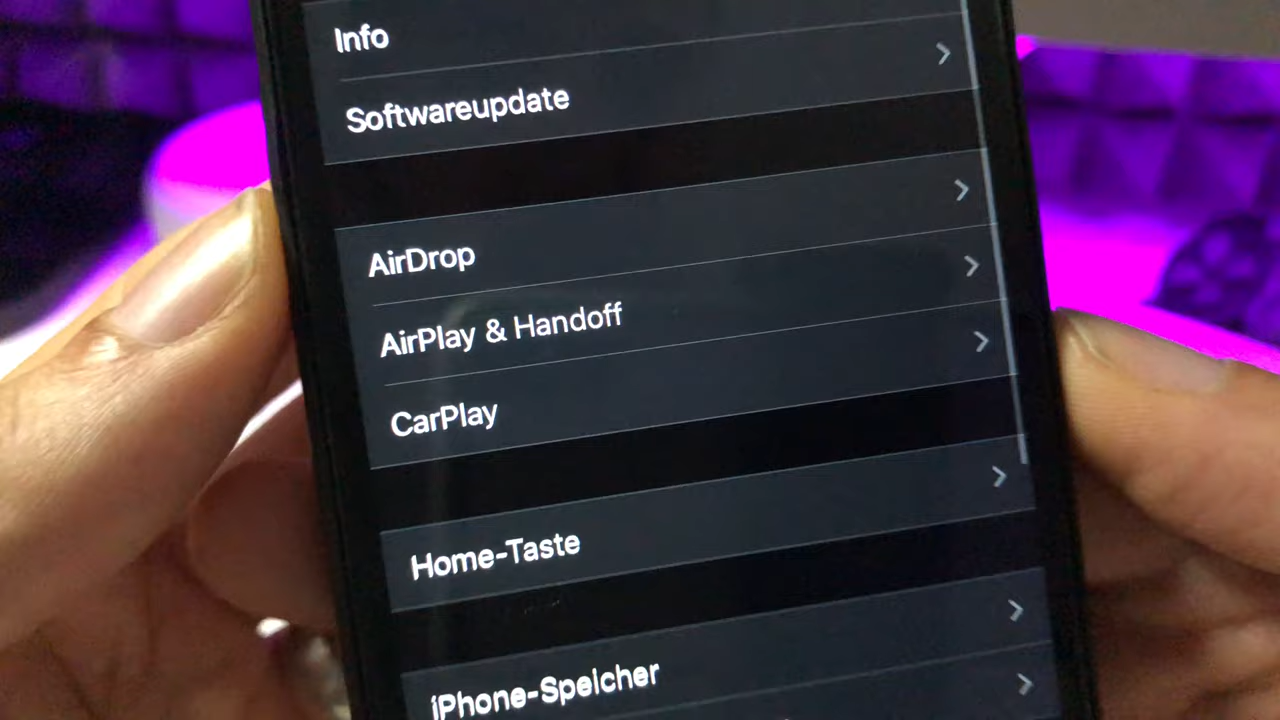 Info
Softwareupdate
AirDrop
AirPlay & Handoff
CarPlay
Home-Taste
iPhone-Speicher